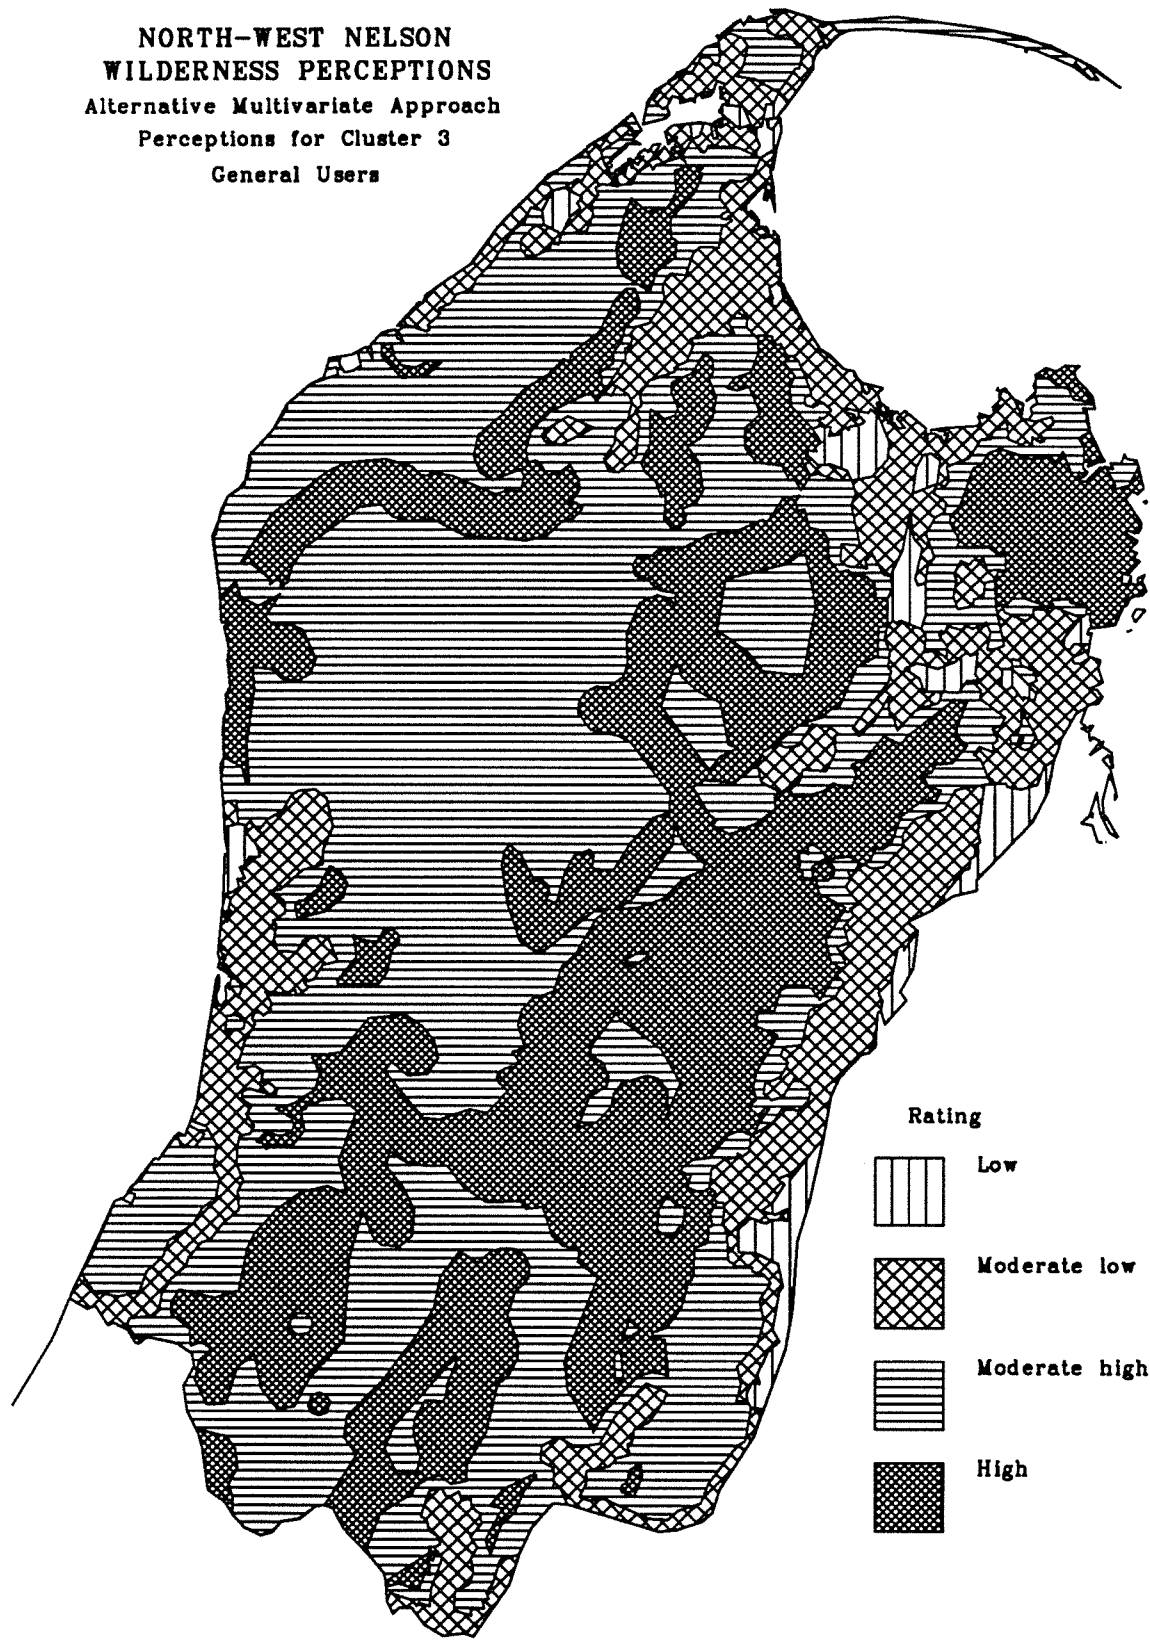 NORTH-WEST NELSON
WILDERNESS PERCEPTIONS
Alternative Multivariate Approach
Perceptions for Cluster 3
General Users
Rating
Low
Moderate low
Moderate high
High